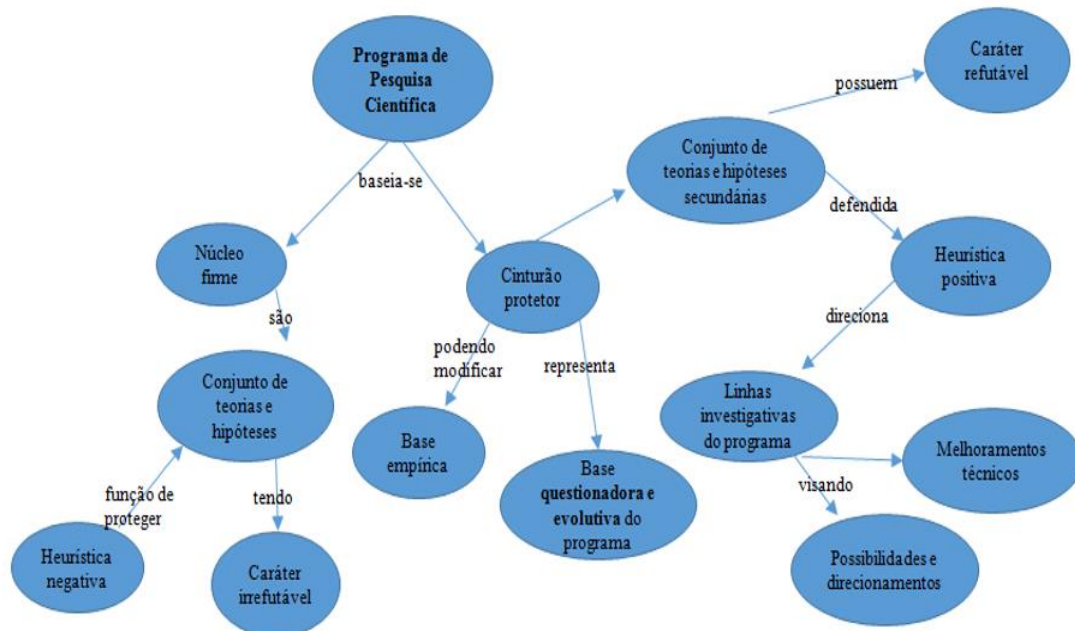 Programa de
Pesquisa
Científica
baseia-se
Núcleo
firme
são
Conjunto de
teorias e
hipóteses
função de
proteger
Heurística
negativa
tendo
Caráter
irrefutável
Cinturão
protetor
podendo
modificar
Base
empírica
representa
Base
questionadora e
evolutiva do
programa
Conjunto de
teorias e hipóteses
secundárias
possuem
Caráter
refutável
defendida
Heurística
positiva
direciona
Linhas
investigativas
do programa
visando
Melhoramentos
técnicos
Possibilidades e
direcionamentos